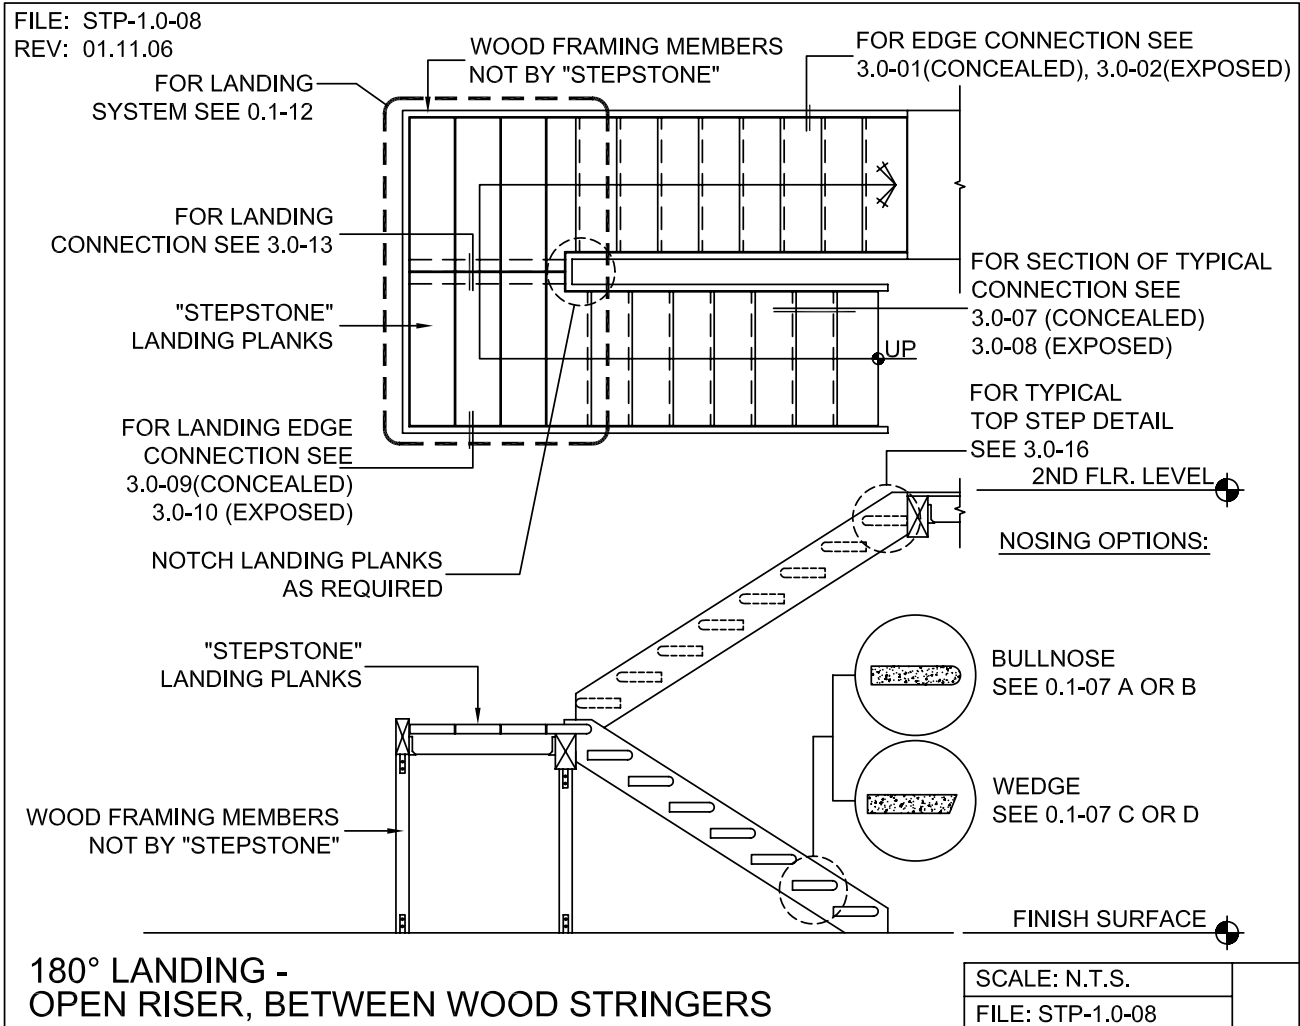 FILE: STP-1.0-08
REV: 01.11.06
FOR LANDING
SYSTEM SEE 0.1-12
WOOD FRAMING MEMBERS
NOT BY "STEPSTONE"
FOR EDGE CONNECTION SEE
3.0-01(CONCEALED), 3.0-02(EXPOSED)
FOR LANDING
CONNECTION SEE 3.0-13
"STEPSTONE"
LANDING PLANKS
FOR SECTION OF TYPICAL
CONNECTION SEE
3.0-07 (CONCEALED)
3.0-08 (EXPOSED)
UP
FOR LANDING EDGE
CONNECTION SEE
3.0-09(CONCEALED)
3.0-10 (EXPOSED)
FOR TYPICAL
TOP STEP DETAIL
SEE 3.0-16
2ND FLR. LEVEL
NOTCH LANDING PLANKS
AS REQUIRED
NOSING OPTIONS:
"STEPSTONE"
LANDING PLANKS
BULLNOSE
SEE 0.1-07 A OR B
WEDGE
SEE 0.1-07 C OR D
WOOD FRAMING MEMBERS
NOT BY "STEPSTONE"
FINISH SURFACE
180° LANDING -
OPEN RISER, BETWEEN WOOD STRINGERS
SCALE: N.T.S.
FILE: STP-1.0-08